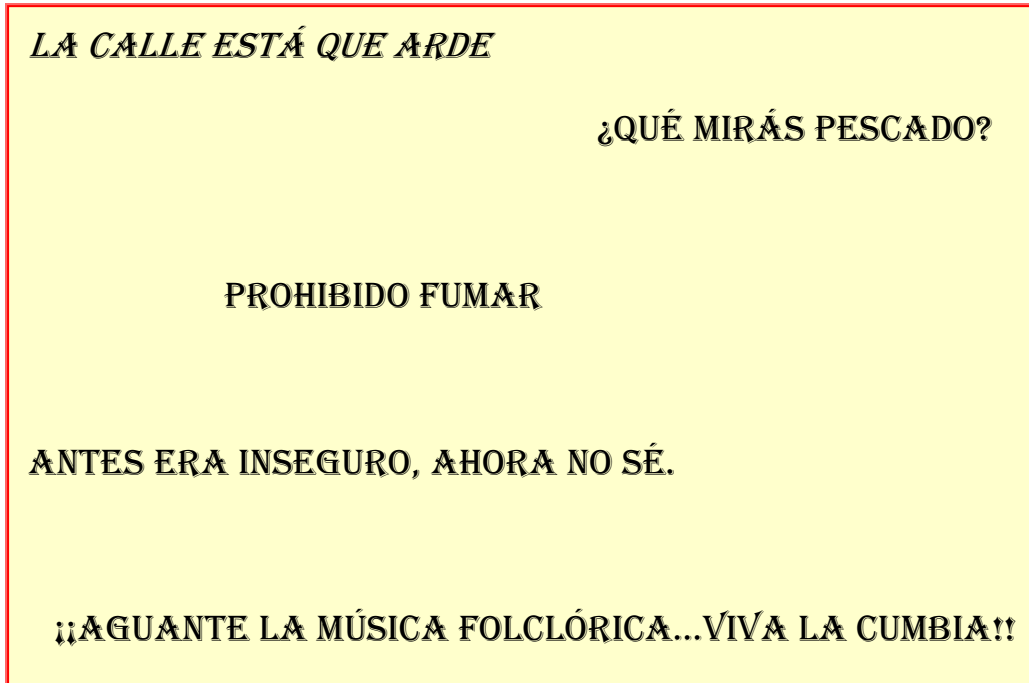 LA CALLE ESTÁ QUE ARDE
¿QUÉ MIRÁS PESCADO?
PROHIBIDO FUMAR
ANTES ERA INSEGURO, AHORA NO SÉ.
¡¡AGUANTE LA MÚSICA FOLCLÓRICA...VIVA LA CUMBIA!!